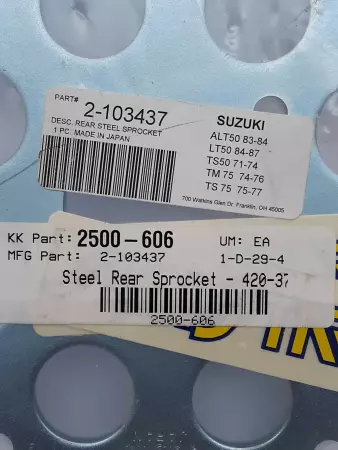 PART# 2-103437
DESC. REAR STEEL SPROCKET
1 PC. MADE IN JAPAN
SUZUKI
ALT50 83-84
LT50 84-87
TS50 71-74
TM 75 74-76
TS 75 75-77
700 Watkins Glen Dr. Franklin, OH 45005
KK Part: 2500-606 UM: EA
MFG Part: 2-103437 1-D-29-4
Steel Rear Sprocket - 420-37
2500-606